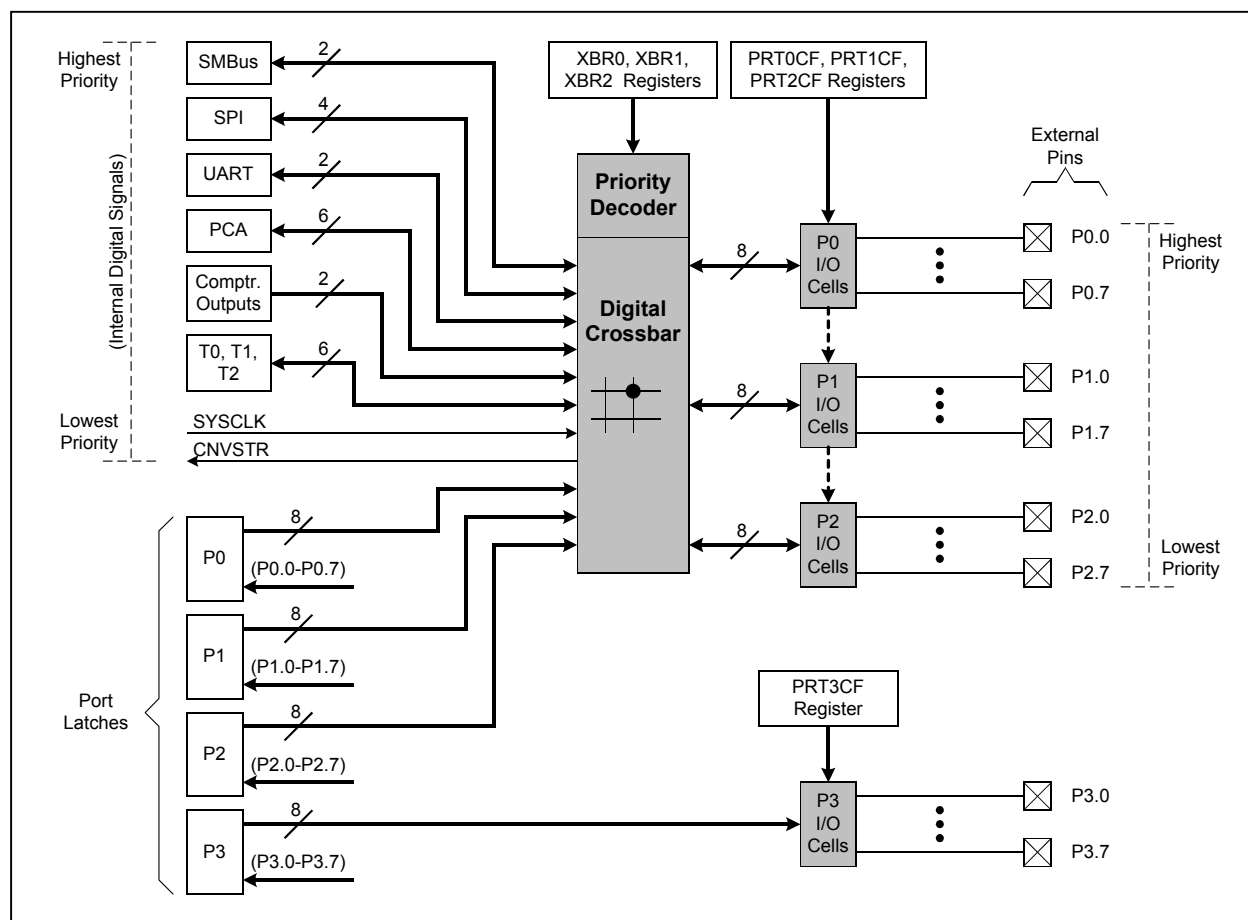 Highest
Priority
(Internal Digital Signals)
Lowest
Priority
SMBus
2
SPI
4
UART
2
PCA
6
Comptr.
Outputs
2
T0, T1,
T2
6
SYSCLK
CNVSTR
XBR0, XBR1,
XBR2 Registers
PRT0CF, PRT1CF,
PRT2CF Registers
Priority
Decoder
Digital
Crossbar
8
P0
I/O
Cells
8
P1
I/O
Cells
8
P2
I/O
Cells
External
Pins
P0.0
P0.7
P1.0
P1.7
P2.0
P2.7
Highest
Priority
Lowest
Priority
Port
Latches
P0
8
(P0.0-P0.7)
P1
8
(P1.0-P1.7)
P2
8
(P2.0-P2.7)
P3
8
(P3.0-P3.7)
PRT3CF
Register
P3
I/O
Cells
P3.0
P3.7